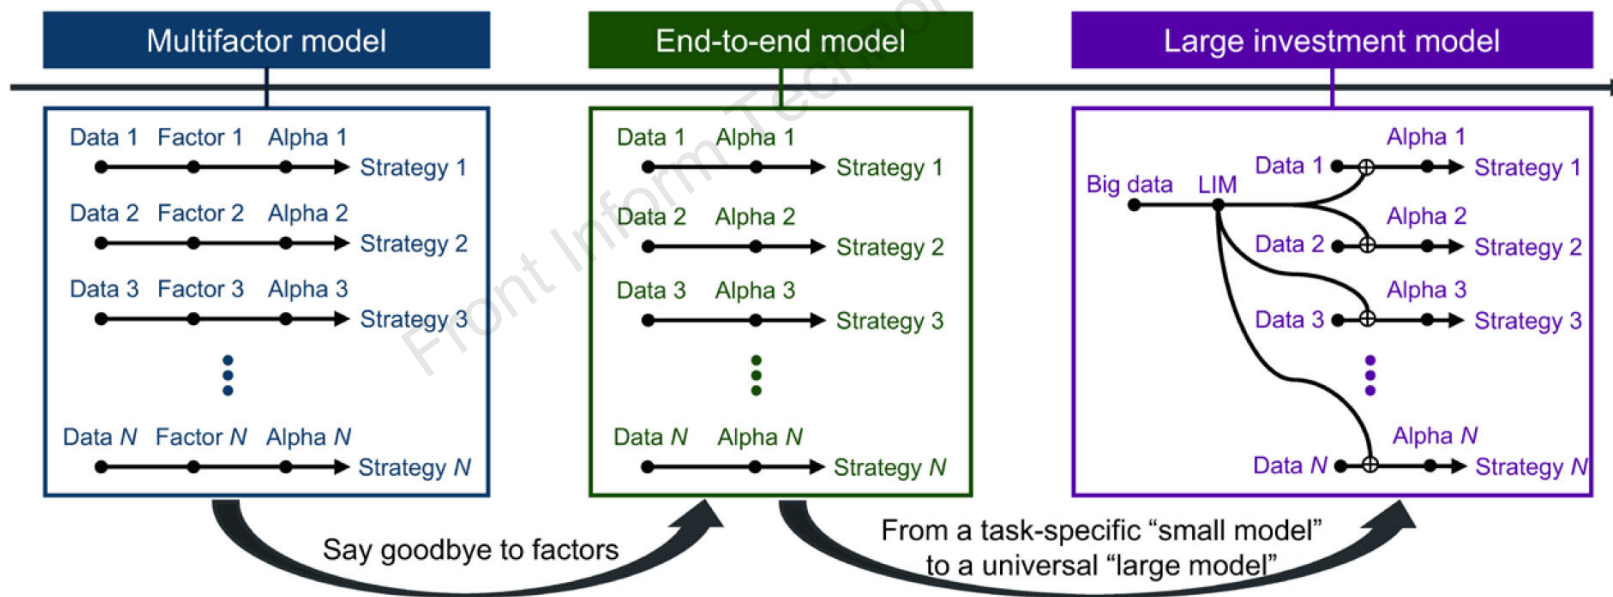 Multifactor model
End-to-end model
Large investment model
Data 1 Factor 1 Alpha 1
Strategy 1
Data 2 Factor 2 Alpha 2
Strategy 2
Data 3 Factor 3 Alpha 3
Strategy 3
Data N Factor N Alpha N
Strategy N
Data 1 Alpha 1
Strategy 1
Data 2 Alpha 2
Strategy 2
Data 3 Alpha 3
Strategy 3
Data N Alpha N
Strategy N
Big data LIM
Alpha 1
Data 1 Strategy 1
Alpha 2
Data 2 Strategy 2
Alpha 3
Data 3 Strategy 3
Alpha N
Data N Strategy N
Say goodbye to factors
From a task-specific “small model”
to a universal “large model”
Front Inform